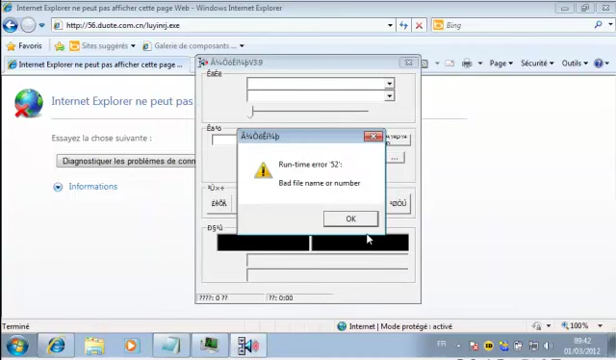 Internet Explorer ne peut pas afficher cette page Web - Windows Internet Explorer
http://56.duote.com.cn/luyinrj.exe
Bing
Favoris
Sites suggérés
Galerie de composants ...
Internet Explorer ne peut pas afficher cette page ...
Page
Sécurité
Outils
Internet Explorer ne peut pas
Essayez la chose suivante :
Diagnostiquer les problèmes de conn
Informations
Run-time error '52':
Bad file name or number
OK
????: 0 ??
??: 0:00
Terminé
Internet | Mode protégé : activé
100%
FR
09:42
01/03/2012